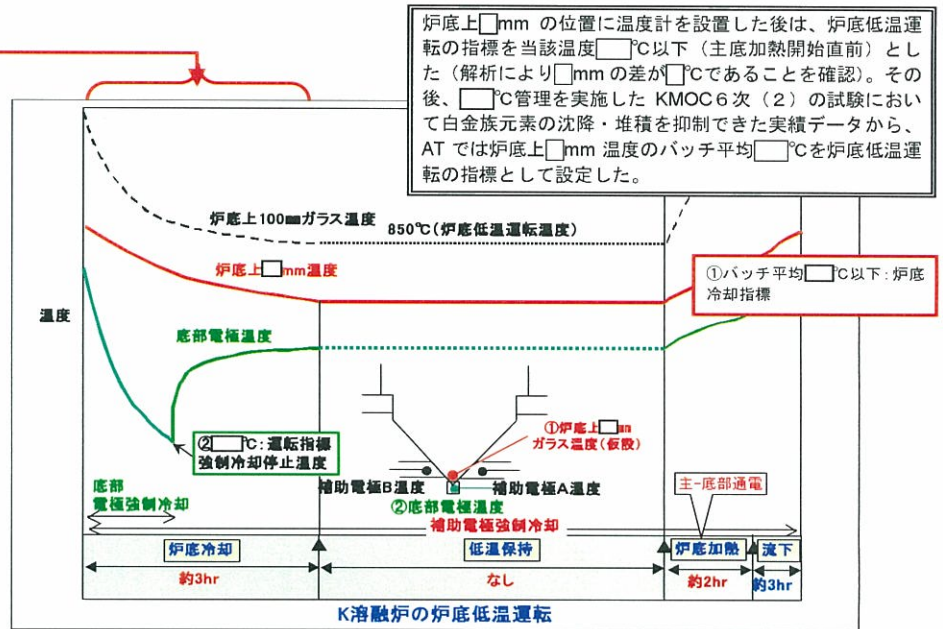 炉底上□mm の位置に温度計を設置した後は、炉底低温運
転の指標を当該温度□℃以下（主底加熱開始直前）とし
た（解析により□mm の差が□℃であることを確認）。その
後、□℃管理を実施した KMOC６次（２）の試験におい
て白金族元素の沈降・堆積を抑制できた実績データから、
AT では炉底上□mm 温度のバッチ平均□℃を炉底低温運
転の指標として設定した。
炉底上100㎜ガラス温度
850℃(炉底低温運転温度)
炉底上□mm温度
①バッチ平均□℃以下：炉底
冷却指標
温度
底部電極温度
②□℃：運転指標
強制冷却停止温度
①炉底上□㎜
ガラス温度(仮設)
補助電極B温度
補助電極A温度
②底部電極温度
底部
電極強制冷却
主-底部通電
補助電極強制冷却
炉底冷却
低温保持
炉底加熱
流下
約3hr
なし
約2hr
約3hr
K溶融炉の炉底低温運転